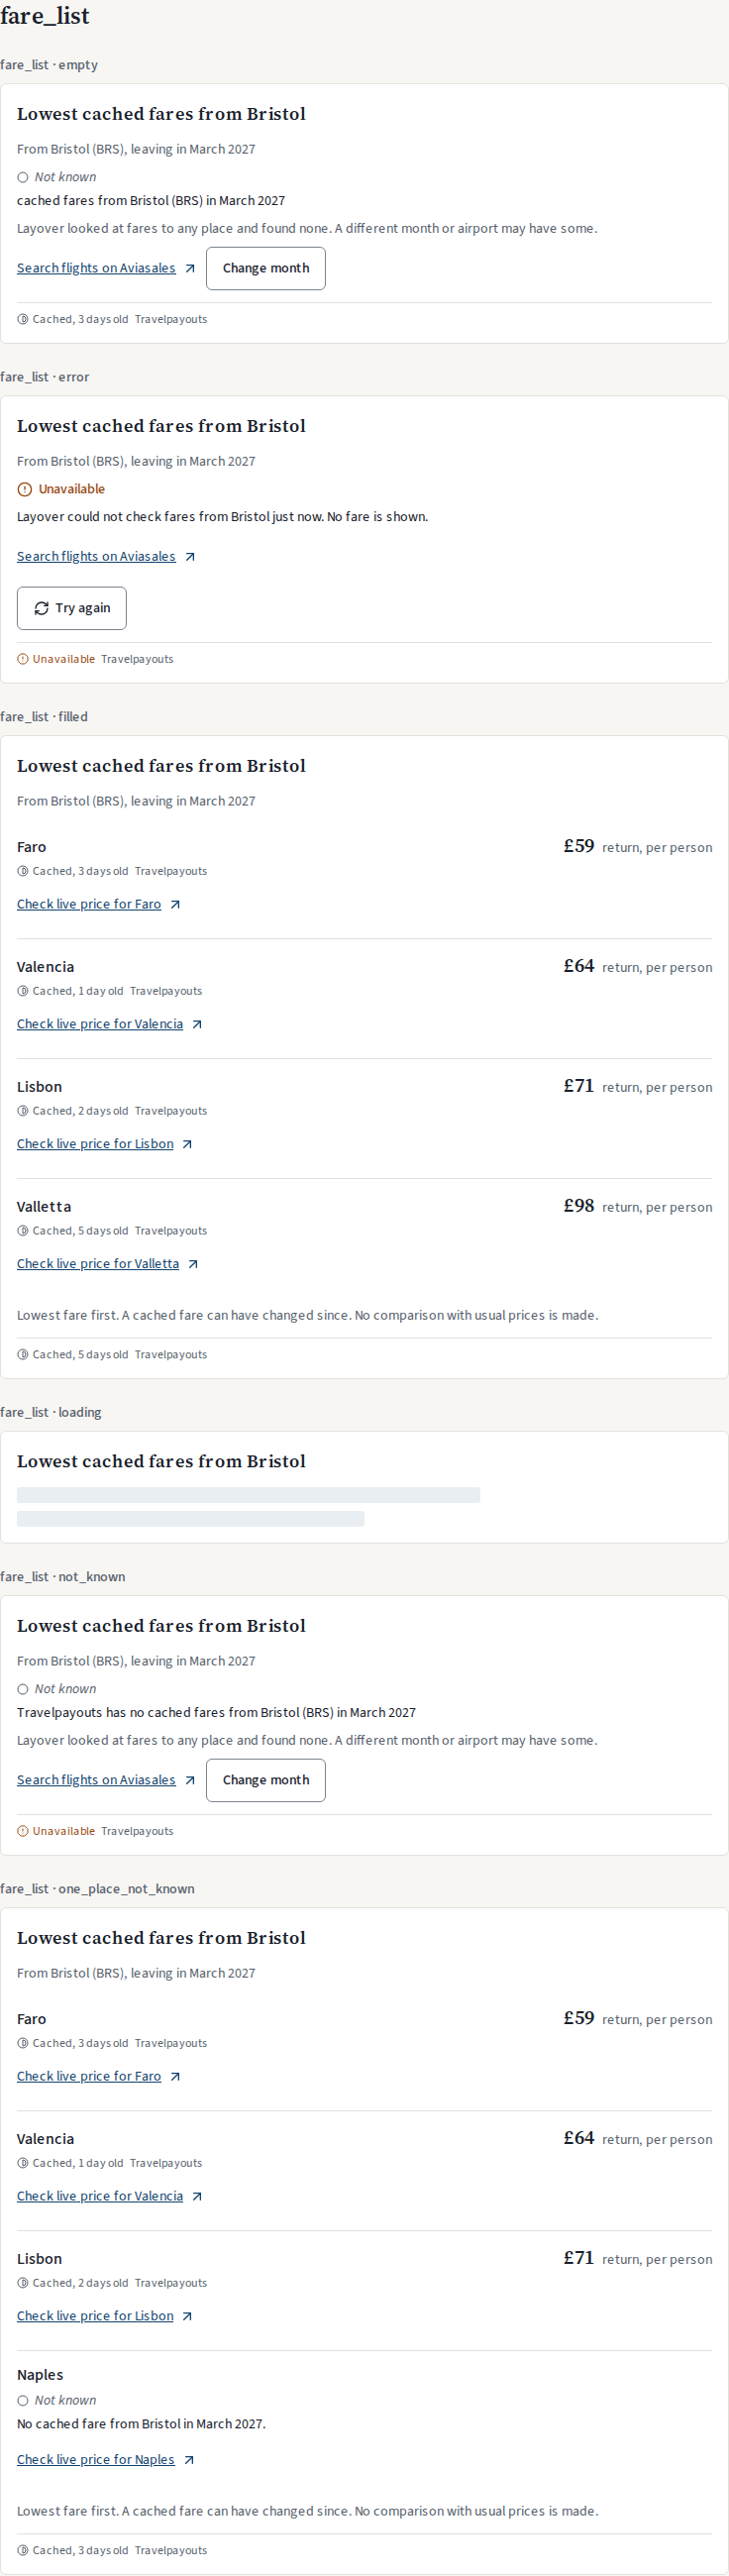 fare_list
fare_list · empty
Lowest cached fares from Bristol
From Bristol (BRS), leaving in March 2027
Not known
cached fares from Bristol (BRS) in March 2027
Layover looked at fares to any place and found none. A different month or airport may have some.
Search flights on Aviasales Change month
Cached, 3 days old Travelpayouts
fare_list · error
Lowest cached fares from Bristol
From Bristol (BRS), leaving in March 2027
Unavailable
Layover could not check fares from Bristol just now. No fare is shown.
Search flights on Aviasales
Try again
Unavailable Travelpayouts
fare_list · filled
Lowest cached fares from Bristol
From Bristol (BRS), leaving in March 2027
Faro £59 return, per person
Cached, 3 days old Travelpayouts
Check live price for Faro
Valencia £64 return, per person
Cached, 1 day old Travelpayouts
Check live price for Valencia
Lisbon £71 return, per person
Cached, 2 days old Travelpayouts
Check live price for Lisbon
Valletta £98 return, per person
Cached, 5 days old Travelpayouts
Check live price for Valletta
Lowest fare first. A cached fare can have changed since. No comparison with usual prices is made.
Cached, 5 days old Travelpayouts
fare_list · loading
Lowest cached fares from Bristol
fare_list · not_known
Lowest cached fares from Bristol
From Bristol (BRS), leaving in March 2027
Not known
Travelpayouts has no cached fares from Bristol (BRS) in March 2027
Layover looked at fares to any place and found none. A different month or airport may have some.
Search flights on Aviasales Change month
Unavailable Travelpayouts
fare_list · one_place_not_known
Lowest cached fares from Bristol
From Bristol (BRS), leaving in March 2027
Faro £59 return, per person
Cached, 3 days old Travelpayouts
Check live price for Faro
Valencia £64 return, per person
Cached, 1 day old Travelpayouts
Check live price for Valencia
Lisbon £71 return, per person
Cached, 2 days old Travelpayouts
Check live price for Lisbon
Naples
Not known
No cached fare from Bristol in March 2027.
Check live price for Naples
Lowest fare first. A cached fare can have changed since. No comparison with usual prices is made.
Cached, 3 days old Travelpayouts